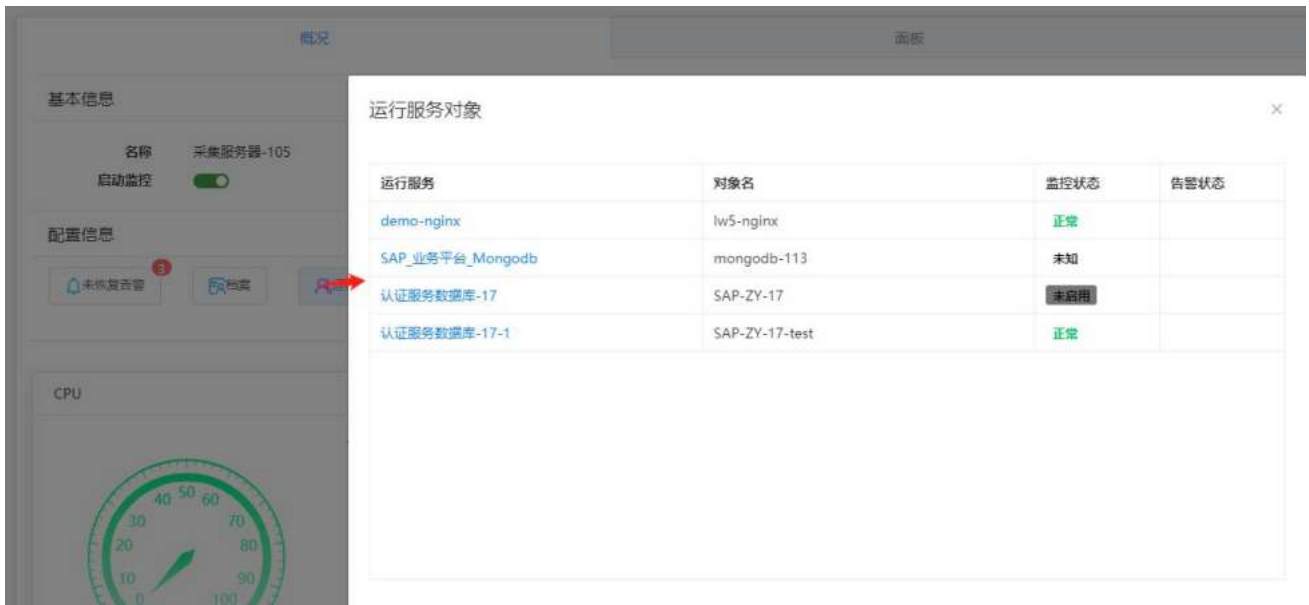 概况
面板
基本信息
名称 采集服务器-105
启动监控
配置信息
未恢复告警 3
档案
CPU
40 50 60
30 70
20 80
10 90
0 100
运行服务对象 ×
运行服务 对象名 监控状态 告警状态
demo-nginx lw5-nginx 正常
SAP_业务平台_Mongodb mongodb-113 未知
认证服务数据库-17 SAP-ZY-17 未启用
认证服务数据库-17-1 SAP-ZY-17-test 正常